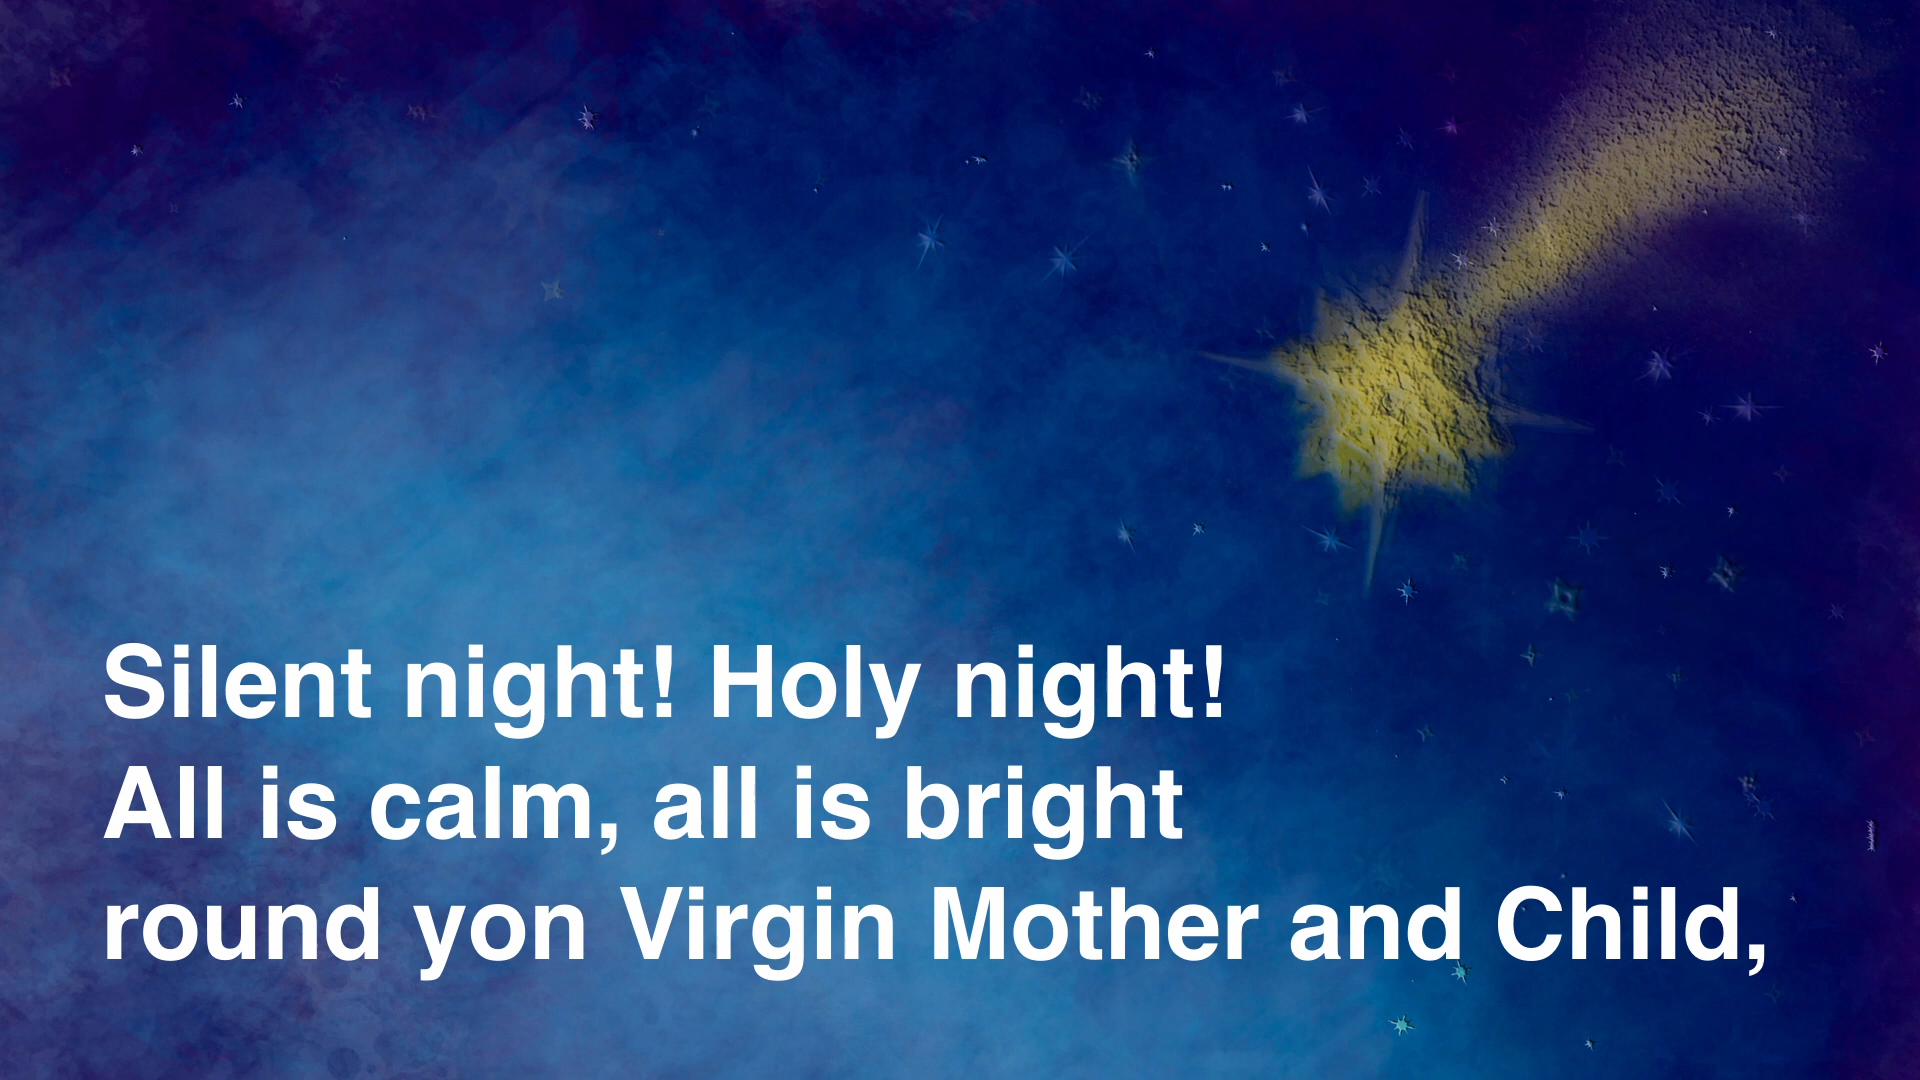 Silent night! Holy night!
All is calm, all is bright
round yon Virgin Mother and Child,